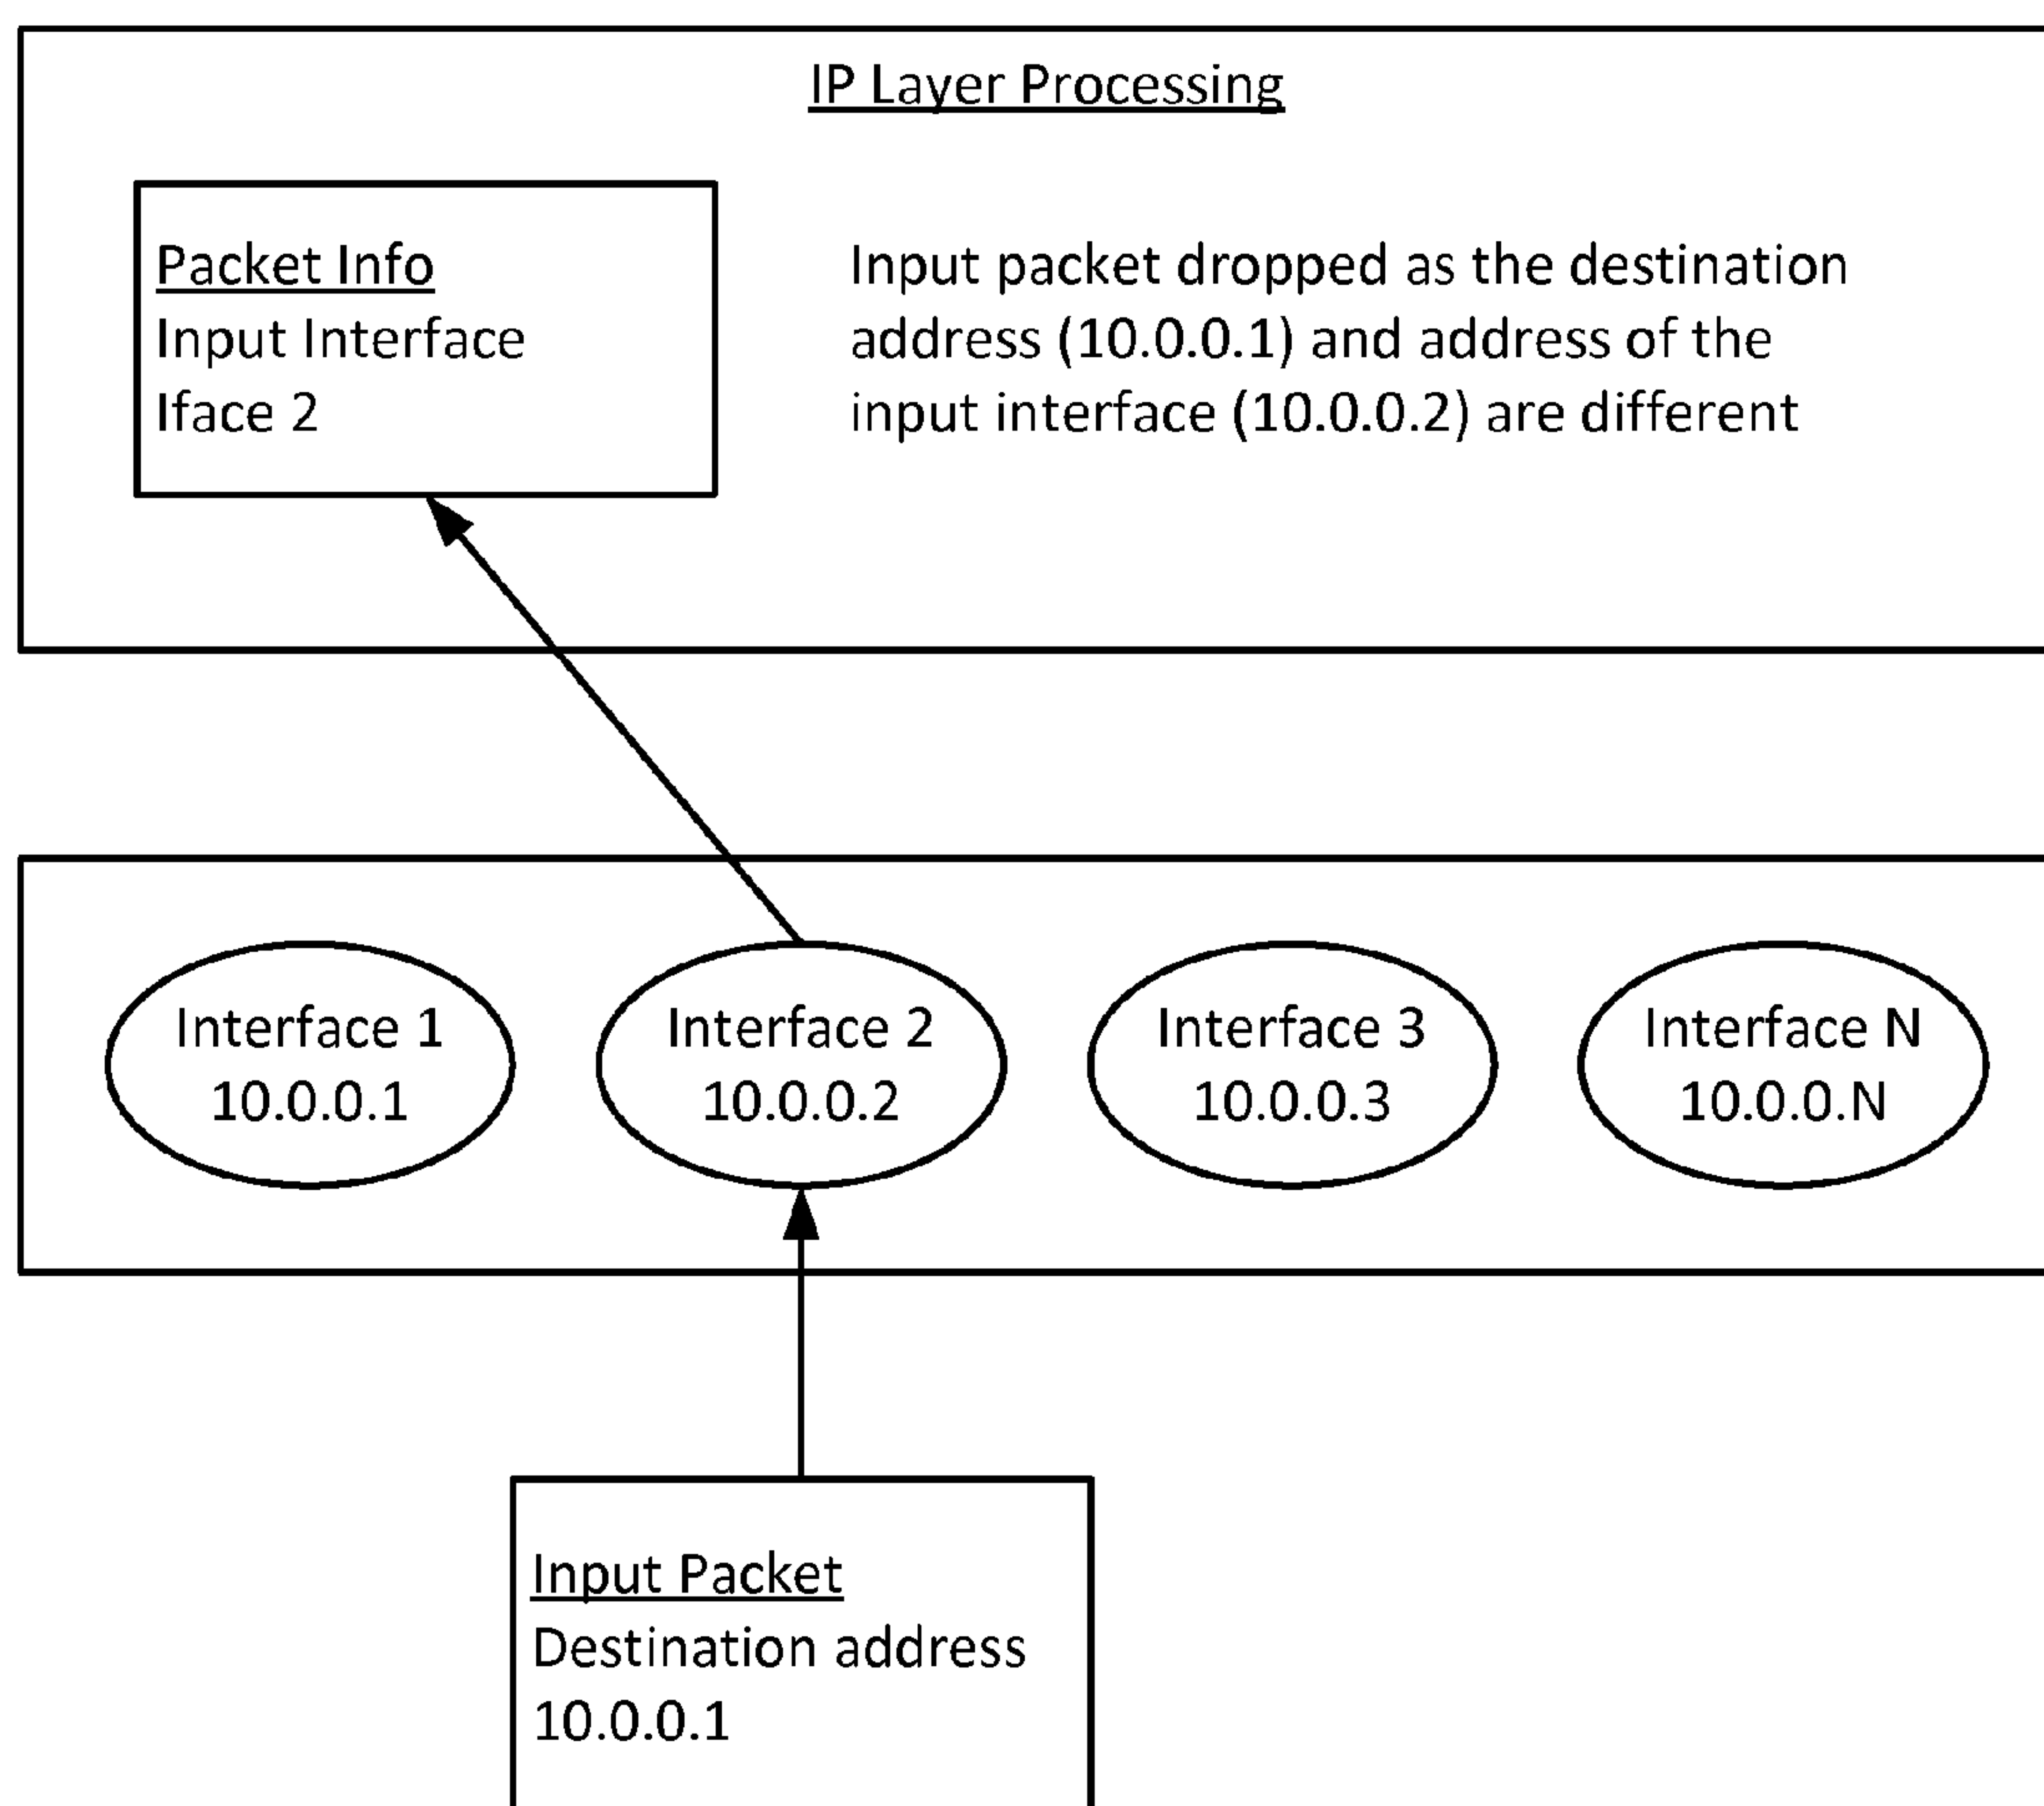 IP Layer Processing
Packet Info
Input Interface
Iface 2
Input packet dropped as the destination
address (10.0.0.1) and address of the
input interface (10.0.0.2) are different
Interface 1
10.0.0.1
Interface 2
10.0.0.2
Interface 3
10.0.0.3
Interface N
10.0.0.N
Input Packet
Destination address
10.0.0.1